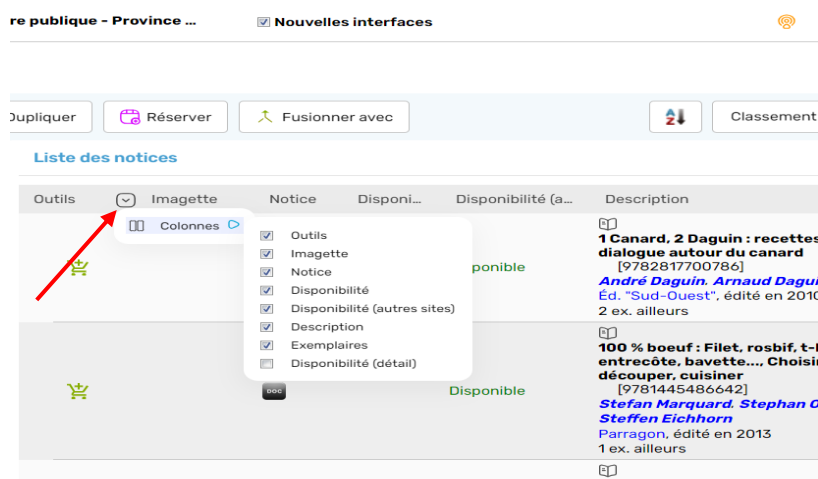 re publique - Province ...
Nouvelles interfaces
Dupliquer
Réserver
Fusionner avec
Classement
Liste des notices
Outils
Imagette
Notice
Disponi...
Disponibilité (a...
Description
Colonnes
Outils
Imagette
Notice
Disponibilité
Disponibilité (autres sites)
Description
Exemplaires
Disponibilité (détail)
ponible
1 Canard, 2 Daguin : recettes
dialogue autour du canard
[9782817700786]
André Daguin. Arnaud Dagui
Éd. "Sud-Ouest", édité en 2010
2 ex. ailleurs
DOC
Disponible
100 % boeuf : Filet, rosbif, t-
entrecôte, bavette..., Choisi
découper, cuisiner
[9781445486642]
Stefan Marquard. Stephan O
Steffen Eichhorn
Parragon, édité en 2013
1 ex. ailleurs